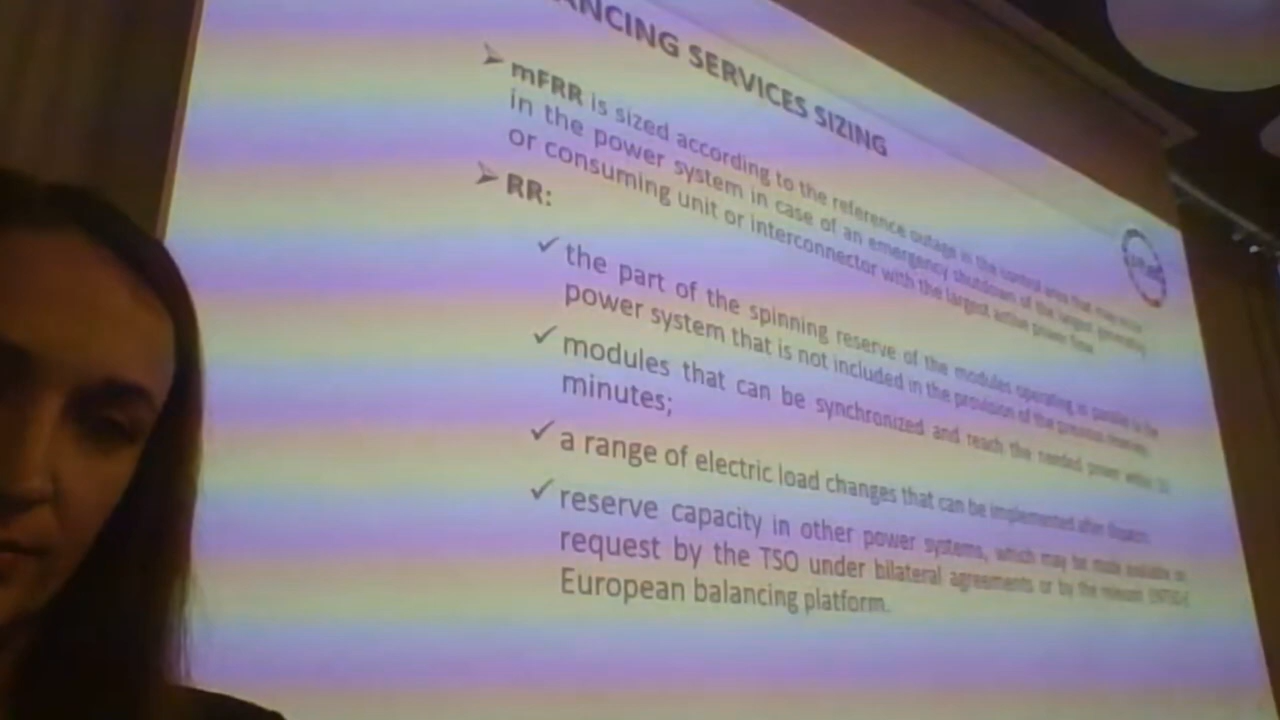 ANCING SERVICES SIZING
➢ mFRR is sized according to the reference outage in the control area that may occur
in the power system in case of an emergency shutdown of the largest generating
or consuming unit or interconnector with the largest active power flow.
➢ RR:
✓ the part of the spinning reserve of the modules operating in parallel in the
power system that is not included in the provision of the previous reserves;
✓ modules that can be synchronized and reach the needed power within
minutes;
✓ a range of electric load changes that can be implemented after
✓ reserve capacity in other power systems, which may be made available on
request by the TSO under bilateral agreements or by the relevant
European balancing platform.